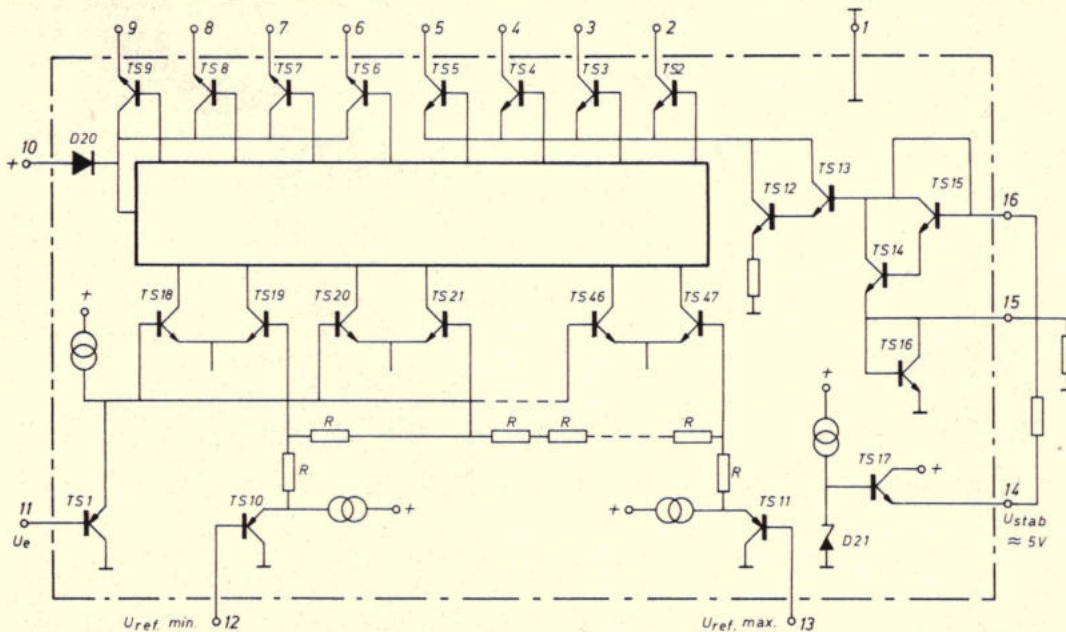 9 8 7 6 5 4 3 2 1
TS9 TS8 TS7 TS6 TS5 TS4 TS3 TS2
D20
10
+
TS12 TS13 TS15
16
TS14
TS18 TS19 TS20 TS21 TS46 TS47
15
+
TS16
R R R R
+
TS17
+
R R
14
11
TS1 TS10 + + TS11
Ustab
Ue
D21
≈ 5V
Uref. min. 12 Uref. max. 13